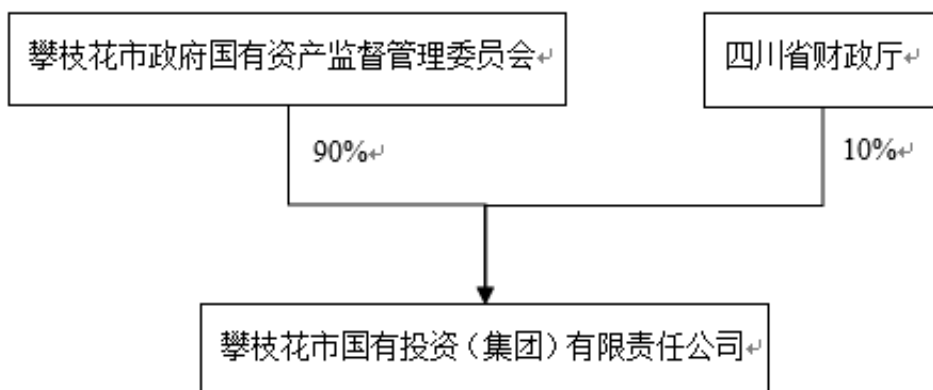 攀枝花市政府国有资产监督管理委员会
四川省财政厅
90%
10%
攀枝花市国有投资（集团）有限责任公司